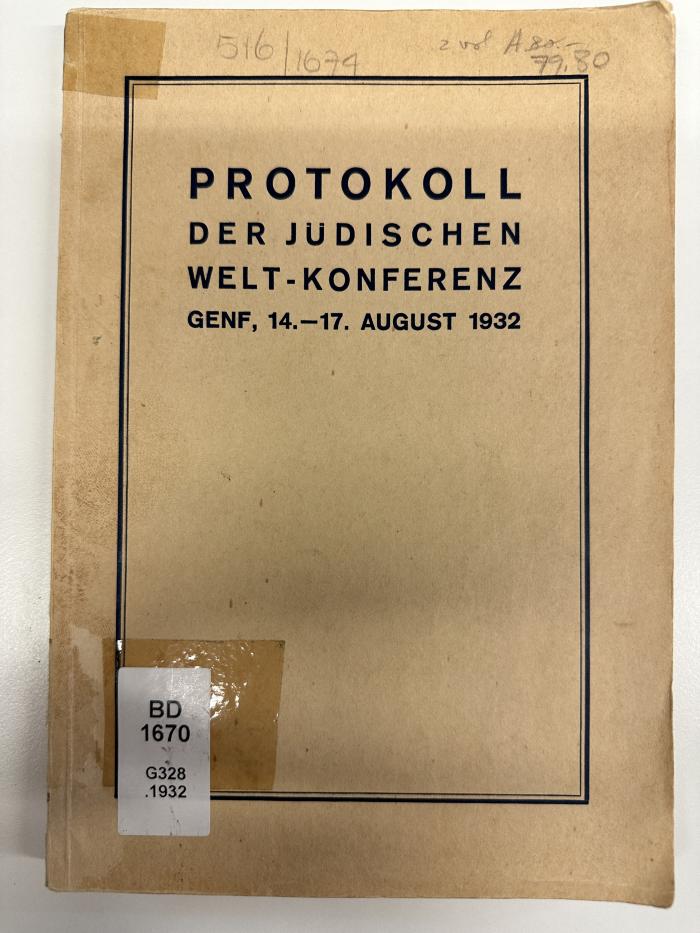 516/1674
2 vol A 80.-
79.80
PROTOKOLL
DER JÜDISCHEN
WELT-KONFERENZ
GENF, 14.—17. AUGUST 1932
BD
1670
G328
.1932